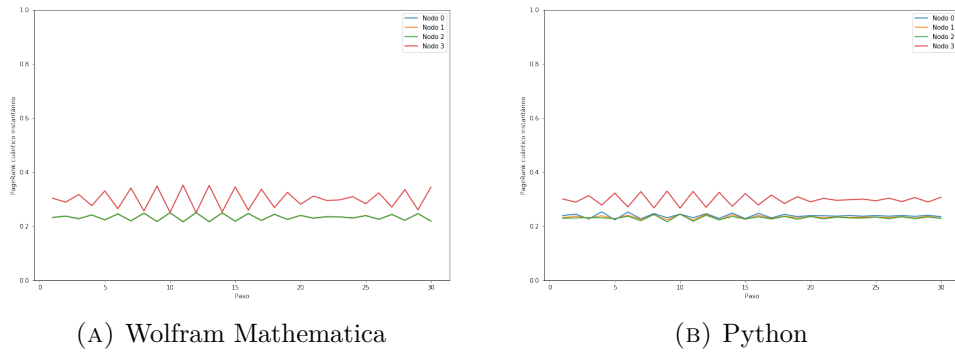 Nodo 0
Nodo 1
Nodo 2
Nodo 3
1.0
0.8
0.6
0.4
0.2
0.0
PageRank cuántico instantáneo
0 5 10 15 20 25 30
Paso
(A) Wolfram Mathematica
Nodo 0
Nodo 1
Nodo 2
Nodo 3
1.0
0.8
0.6
0.4
0.2
0.0
PageRank cuántico instantáneo
0 5 10 15 20 25 30
Paso
(B) Python